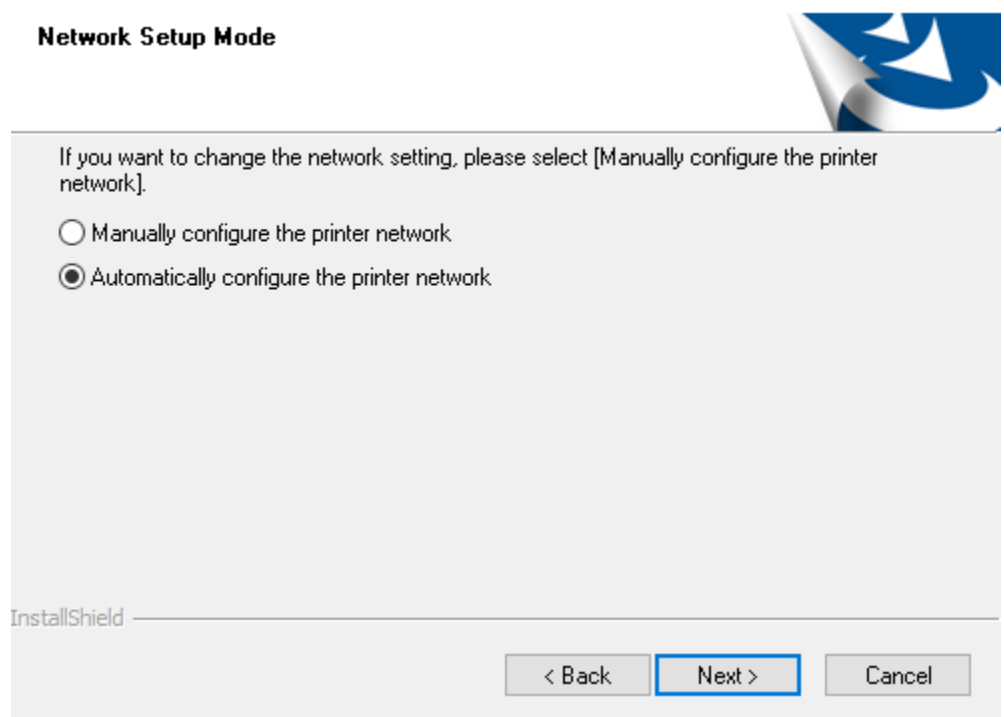 Network Setup Mode
If you want to change the network setting, please select [Manually configure the printer
network].
Manually configure the printer network
Automatically configure the printer network
InstallShield
< Back
Next >
Cancel